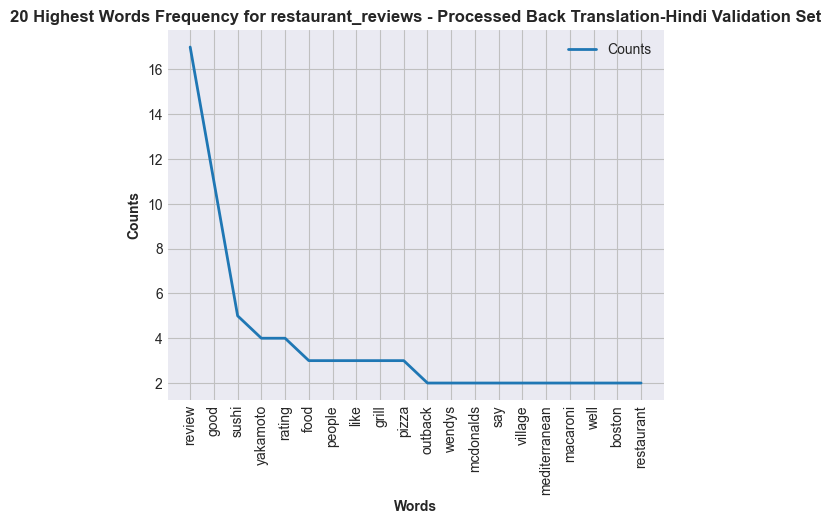 20 Highest Words Frequency for restaurant_reviews - Processed Back Translation-Hindi Validation Set
Counts
Counts
16
14
12
10
8
6
4
2
review
good
sushi
yakamoto
rating
food
people
like
grill
pizza
outback
wendys
mcdonalds
say
village
mediterranean
macaroni
well
boston
restaurant
Words